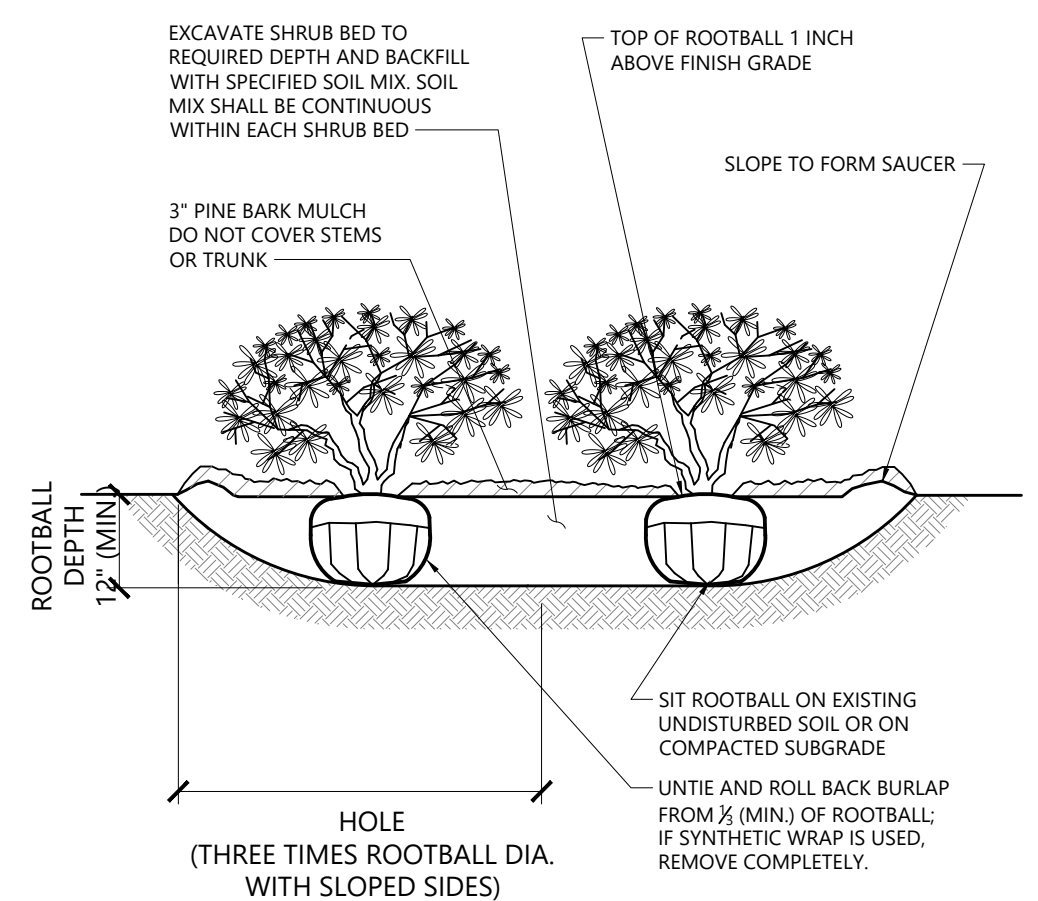 EXCAVATE SHRUB BED TO
REQUIRED DEPTH AND BACKFILL
WITH SPECIFIED SOIL MIX. SOIL
MIX SHALL BE CONTINUOUS
WITHIN EACH SHRUB BED
TOP OF ROOTBALL 1 INCH
ABOVE FINISH GRADE
SLOPE TO FORM SAUCER
3" PINE BARK MULCH
DO NOT COVER STEMS
OR TRUNK
ROOTBALL
DEPTH
12" (MIN)
SIT ROOTBALL ON EXISTING
UNDISTURBED SOIL OR ON
COMPACTED SUBGRADE
UNTIE AND ROLL BACK BURLAP
FROM ⅓ (MIN.) OF ROOTBALL;
IF SYNTHETIC WRAP IS USED,
REMOVE COMPLETELY.
HOLE
(THREE TIMES ROOTBALL DIA.
WITH SLOPED SIDES)